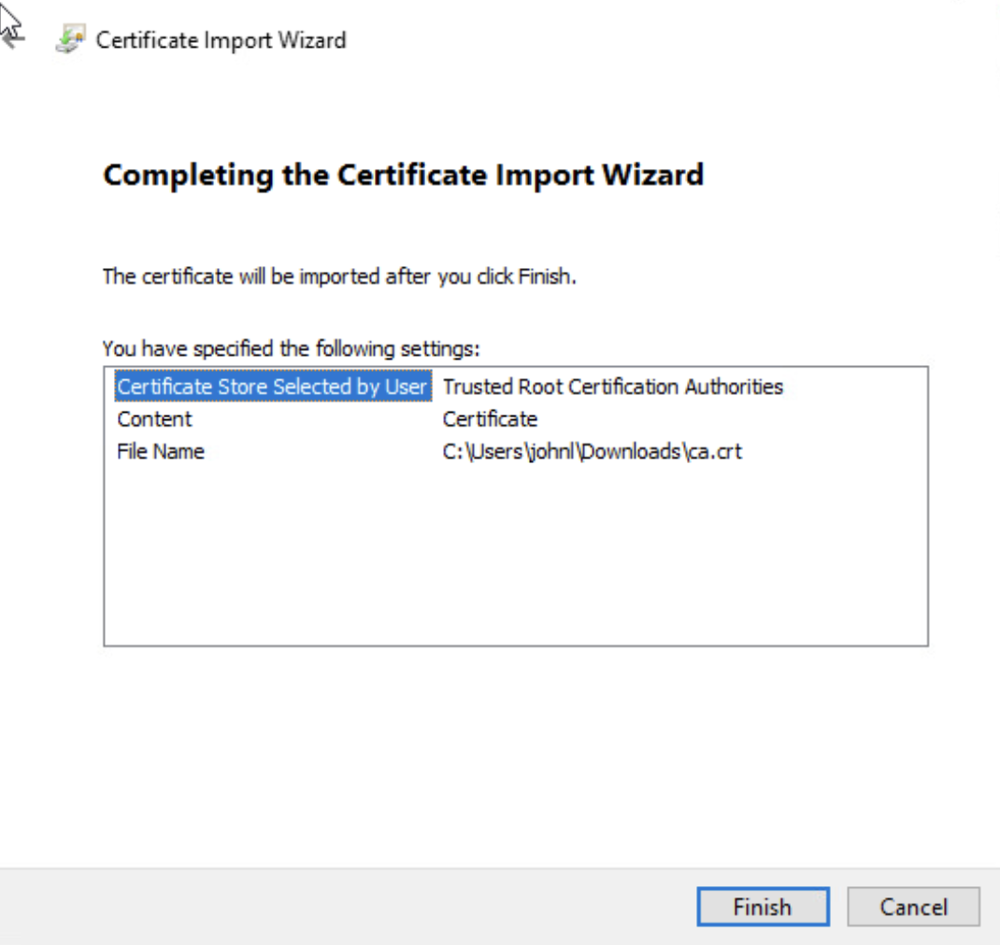 Certificate Import Wizard
Completing the Certificate Import Wizard
The certificate will be imported after you click Finish.
You have specified the following settings:
Certificate Store Selected by User Trusted Root Certification Authorities
Content Certificate
File Name C:\Users\johnl\Downloads\ca.crt
Finish Cancel